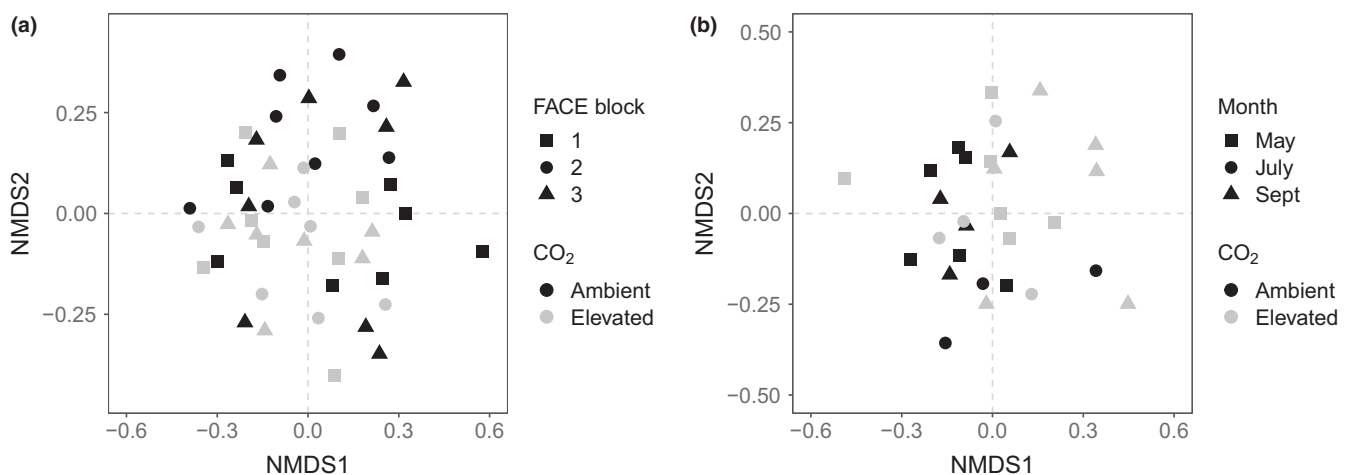 (a)
NMDS2
0.25
0.00
−0.25
−0.6
−0.3
0.0
0.3
0.6
NMDS1
FACE block
1
2
3
CO₂
Ambient
Elevated
(b)
NMDS2
0.50
0.25
0.00
−0.25
−0.50
−0.6
−0.3
0.0
0.3
0.6
NMDS1
Month
May
July
Sept
CO₂
Ambient
Elevated